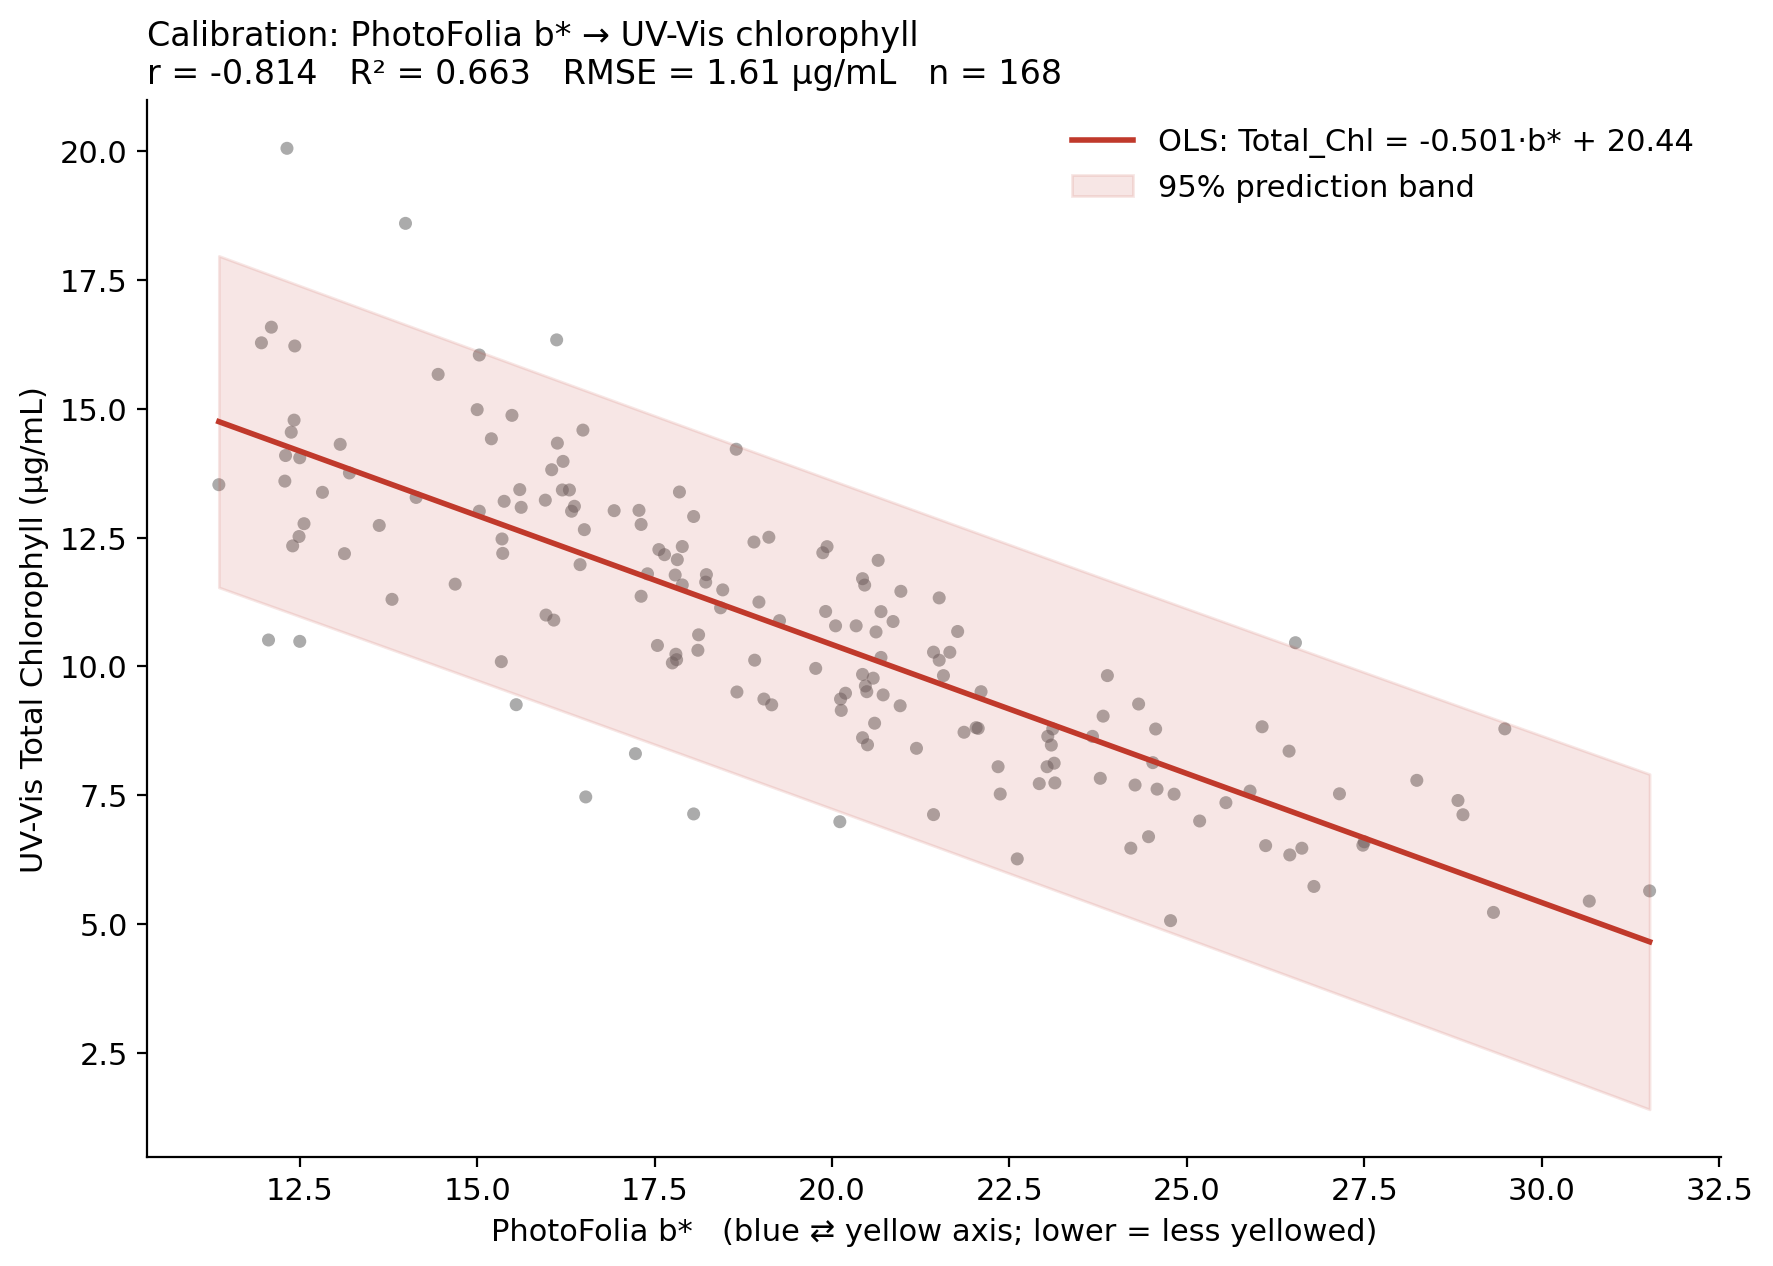 Calibration: PhotoFolia b* → UV-Vis chlorophyll
r = -0.814   R² = 0.663   RMSE = 1.61 µg/mL   n = 168
OLS: Total_Chl = -0.501·b* + 20.44
95% prediction band
UV-Vis Total Chlorophyll (µg/mL)
20.0
17.5
15.0
12.5
10.0
7.5
5.0
2.5
12.5 15.0 17.5 20.0 22.5 25.0 27.5 30.0 32.5
PhotoFolia b*   (blue ⇄ yellow axis; lower = less yellowed)